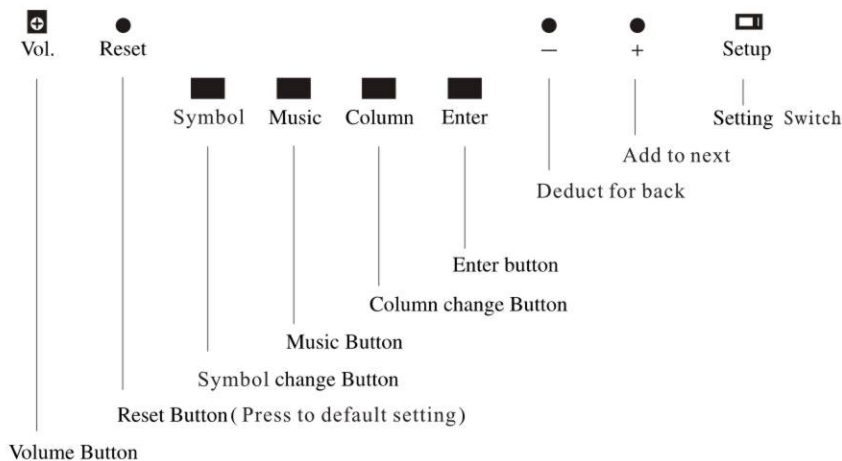 Vol. Reset — + Setup
Symbol Music Column Enter
Setting Switch
Add to next
Deduct for back
Enter button
Column change Button
Music Button
Symbol change Button
Reset Button ( Press to default setting)
Volume Button